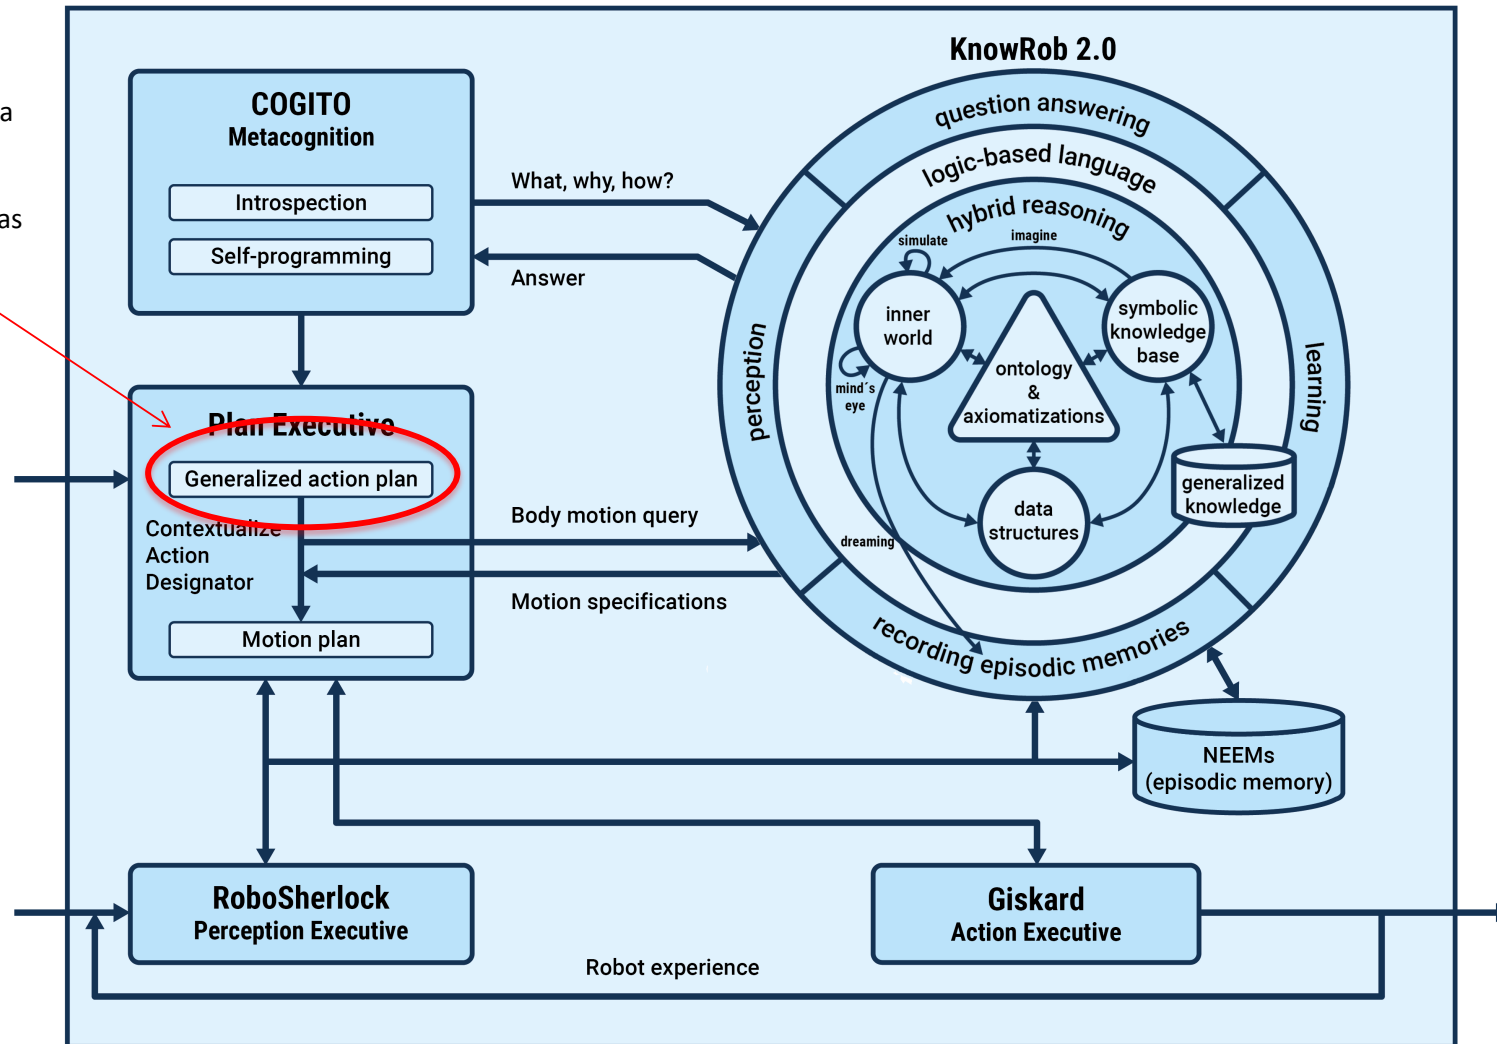 a
as
KnowRob 2.0
COGITO
Metacognition
Introspection
Self-programming
What, why, how?
Answer
question answering
logic-based language
hybrid reasoning
simulate
imagine
inner
world
symbolic
knowledge
base
mind´s
eye
ontology
&
axiomatizations
perception
learning
generalized
knowledge
data
structures
dreaming
recording episodic memories
Plan Executive
Generalized action plan
Contextualize
Action
Designator
Motion plan
Body motion query
Motion specifications
NEEMs
(episodic memory)
RoboSherlock
Perception Executive
Giskard
Action Executive
Robot experience